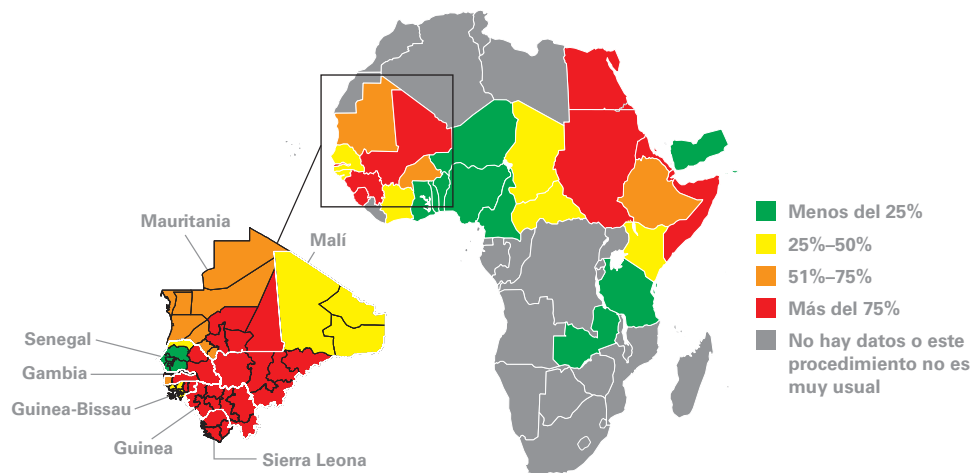 Mauritania
Malí
Senegal
Gambia
Guinea-Bissau
Guinea
Sierra Leona
Menos del 25%
25%–50%
51%–75%
Más del 75%
No hay datos o este
procedimiento no es
muy usual